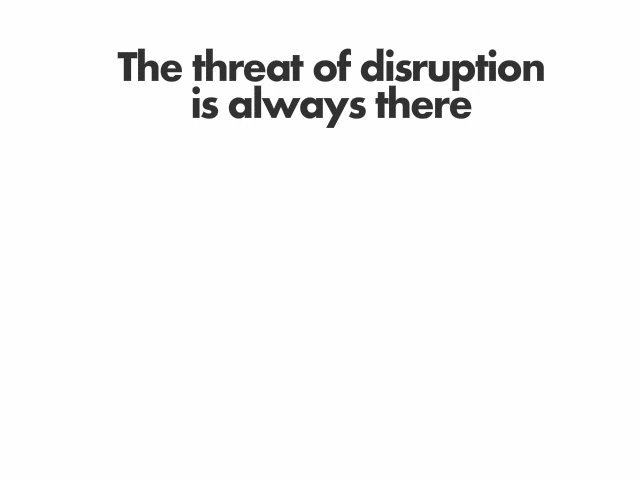 The threat of disruption
is always there